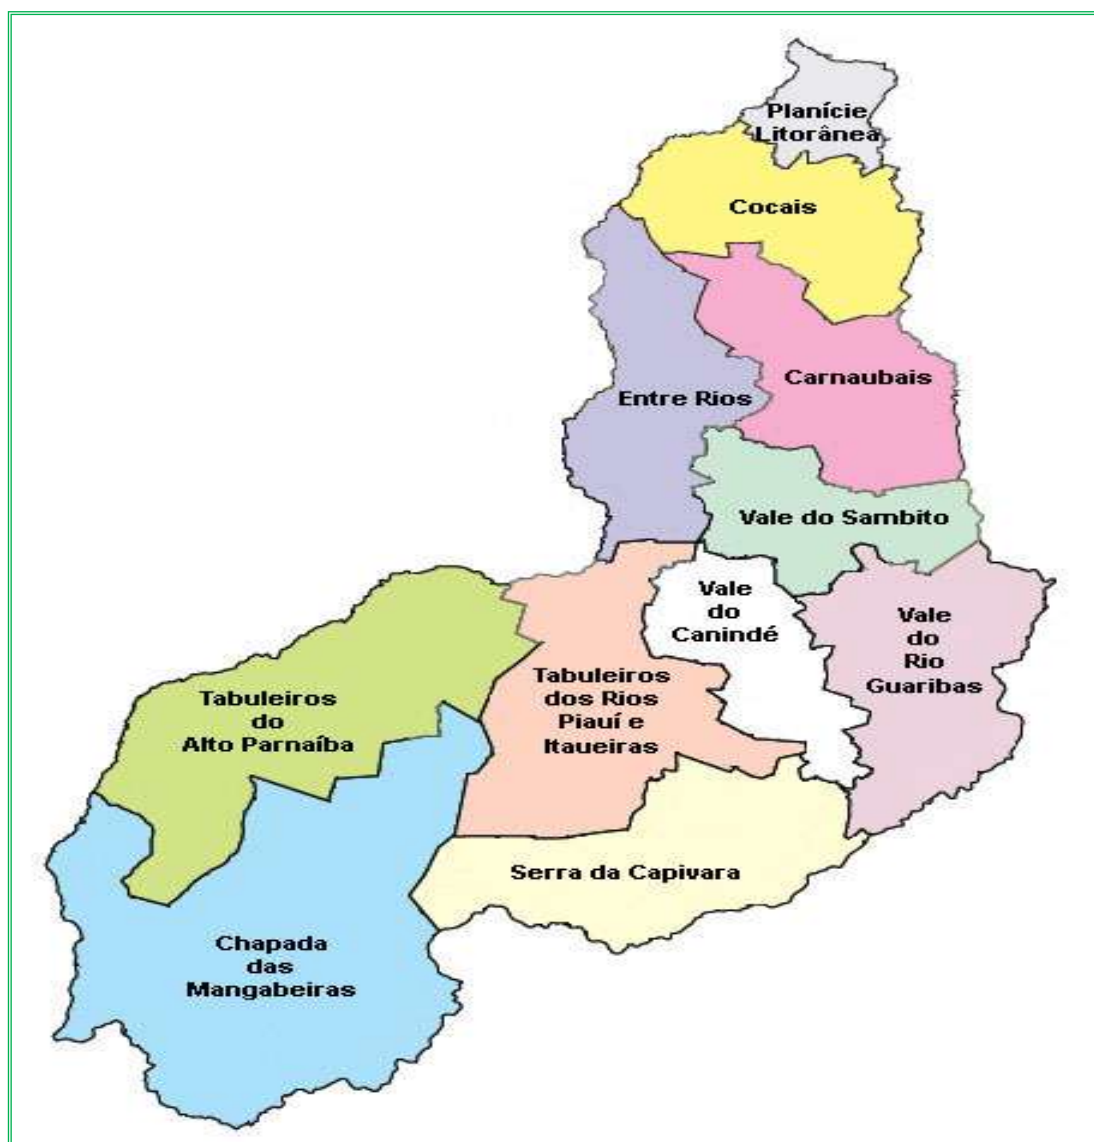 Planície
Litorânea
Cocais
Carnaubais
Entre Rios
Vale do Sambito
Vale
do
Canindé
Vale
do
Rio
Guaribas
Tabuleiros
dos Rios
Piauí e
Itaueiras
Tabuleiros
do
Alto Parnaíba
Serra da Capivara
Chapada
das
Mangabeiras